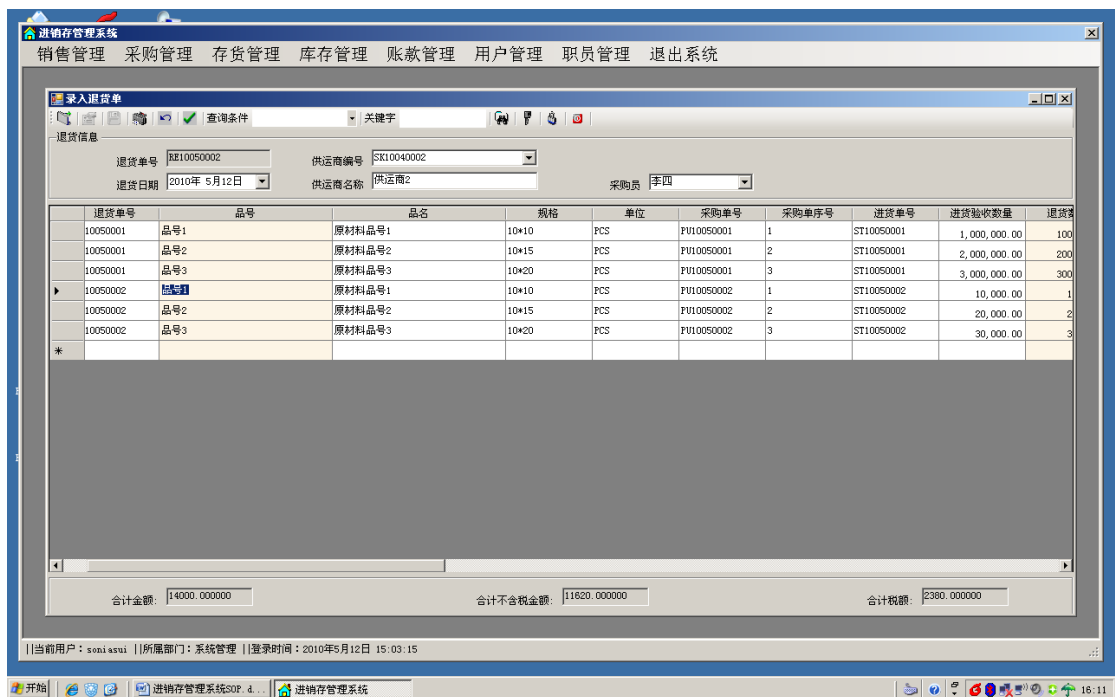 进销存管理系统
销售管理 采购管理 存货管理 库存管理 账款管理 用户管理 职员管理 退出系统
录入退货单
查询条件 关键字
退货信息
退货单号 RE10050002 供运商编号 SK10040002
退货日期 2010年 5月12日 供运商名称 供运商2 采购员 李四
退货单号 品号 品名 规格 单位 采购单号 采购单序号 进货单号 进货验收数量 退货数
10050001 品号1 原材料品号1 10*10 PCS PU10050001 1 ST10050001 1,000,000.00 100
10050001 品号2 原材料品号2 10*15 PCS PU10050001 2 ST10050001 2,000,000.00 200
10050001 品号3 原材料品号3 10*20 PCS PU10050001 3 ST10050001 3,000,000.00 300
10050002 品号1 原材料品号1 10*10 PCS PU10050002 1 ST10050002 10,000.00 1
10050002 品号2 原材料品号2 10*15 PCS PU10050002 2 ST10050002 20,000.00 2
10050002 品号3 原材料品号3 10*20 PCS PU10050002 3 ST10050002 30,000.00 3
合计金额: 14000.000000 合计不含税金额: 11620.000000 合计税额: 2380.000000
||当前用户:soniasui ||所属部门:系统管理 ||登录时间:2010年5月12日 15:03:15
开始 进销存管理系统SOP.d... 进销存管理系统 16:11